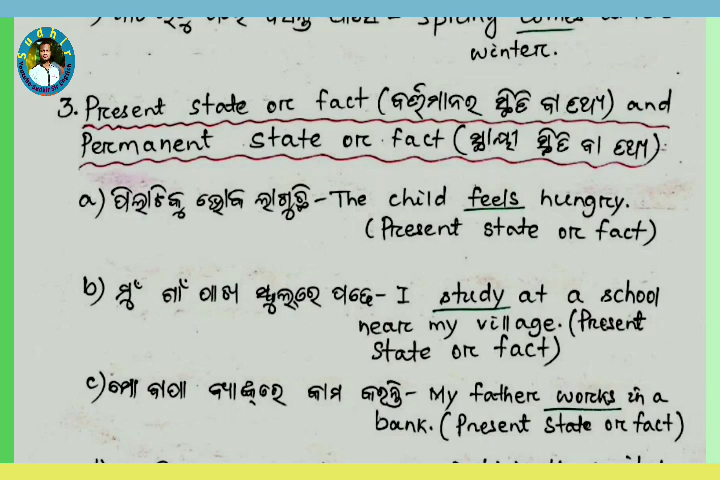 Sudhir
winter.
3. Present state or fact (ବର୍ତ୍ତମାନର ସ୍ଥିତି ବା ତଥ୍ୟ) and
Permanent state or fact (ସ୍ଥାୟୀ ସ୍ଥିତି ବା ତଥ୍ୟ)
a) ପିଲାଟିକୁ ଭୋକ ଲାଗୁଛି - The child feels hungry.
(Present state or fact)
b) ମୁଁ ଗାଁ ପାଖ ସ୍କୁଲରେ ପଢେ - I study at a school
near my village. (Present
State or fact)
c) ମୋ ବାପା ବ୍ୟାଙ୍କ୍‌ରେ କାମ କରନ୍ତି - My father works in a
bank. (Present State or fact)